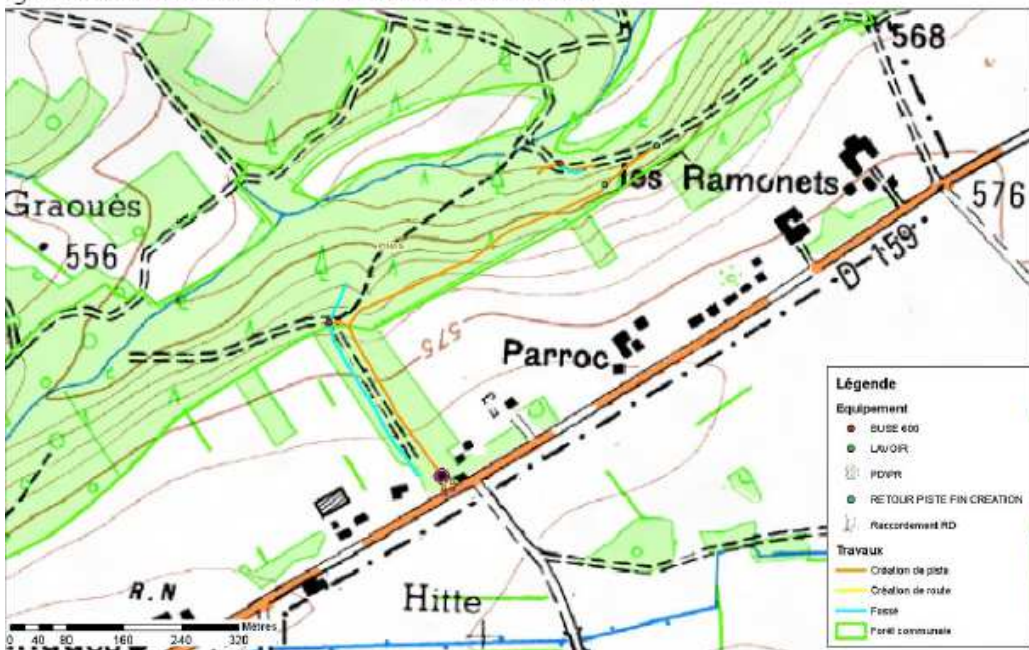 568
les Ramonets
576
Graouès
556
D 159
575
Parroc
Hitte
R.N
0 40 80 160 240 320 Mètres
Légende
Equipement
BUSE 600
LAVOIR
PDIPR
RETOUR PISTE FIN CREATION
Raccordement RD
Travaux
Création de piste
Création de route
Fossé
Forêt communale